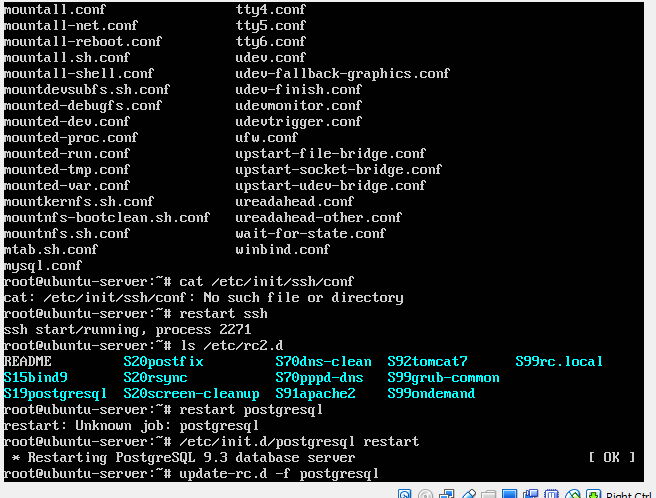 mountall.conf tty4.conf
mountall-net.conf tty5.conf
mountall-reboot.conf tty6.conf
mountall.sh.conf udev.conf
mountall-shell.conf udev-fallback-graphics.conf
mountdevsubfs.sh.conf udev-finish.conf
mounted-debugfs.conf udevmonitor.conf
mounted-dev.conf udevtrigger.conf
mounted-proc.conf ufw.conf
mounted-run.conf upstart-file-bridge.conf
mounted-tmp.conf upstart-socket-bridge.conf
mounted-var.conf upstart-udev-bridge.conf
mountkernfs.sh.conf ureadahead.conf
mountnfs-bootclean.sh.conf ureadahead-other.conf
mountnfs.sh.conf wait-for-state.conf
mtab.sh.conf winbind.conf
mysql.conf
root@ubuntu-server:~# cat /etc/init/ssh/conf
cat: /etc/init/ssh/conf: No such file or directory
root@ubuntu-server:~# restart ssh
ssh start/running, process 2271
root@ubuntu-server:~# ls /etc/rc2.d
README S20postfix S70dns-clean S92tomcat7 S99rc.local
S15bind9 S20rsync S70pppd-dns S99grub-common
S19postgresql S20screen-cleanup S91apache2 S99ondemand
root@ubuntu-server:~# restart postgresql
restart: Unknown job: postgresql
root@ubuntu-server:~# /etc/init.d/postgresql restart
 * Restarting PostgreSQL 9.3 database server [ OK ]
root@ubuntu-server:~# update-rc.d -f postgresql
Right Ctrl